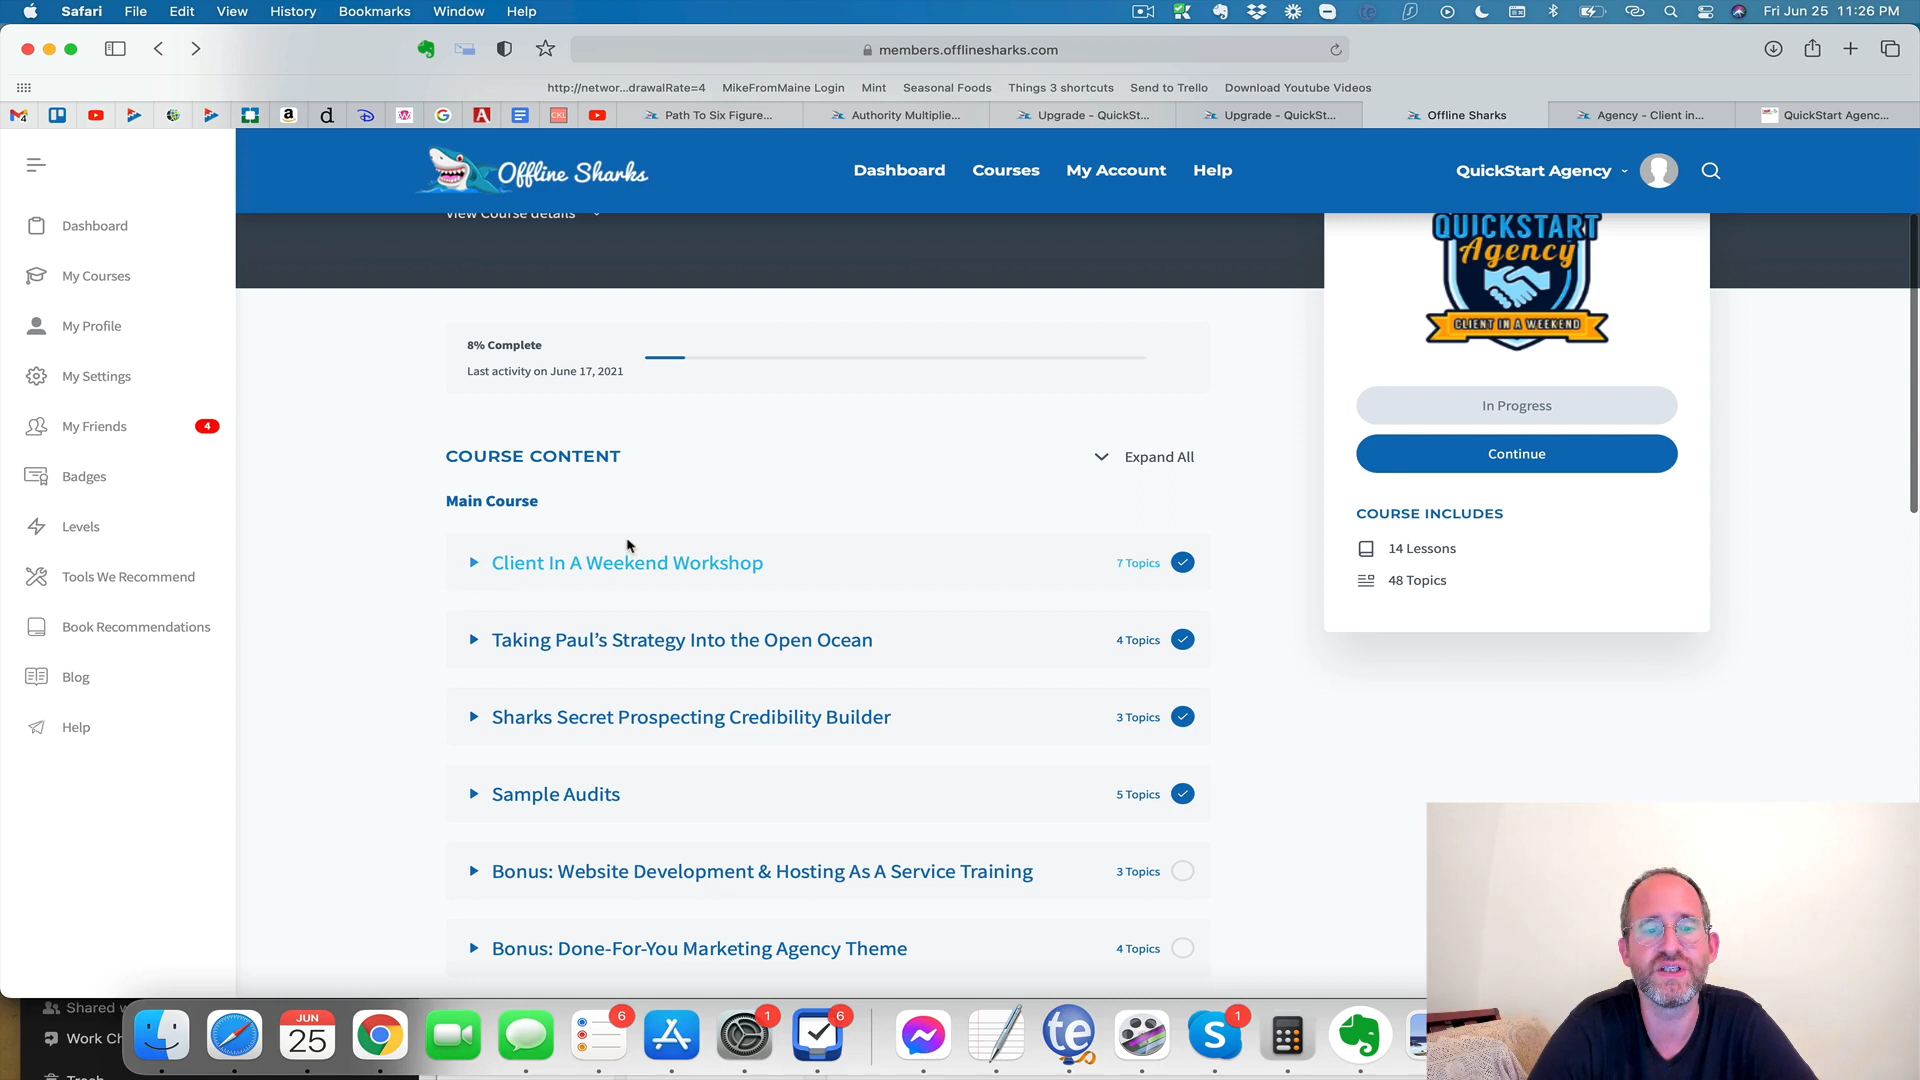 Safari File Edit View History Bookmarks Window Help
Fri Jun 25 11:26 PM
members.offlinesharks.com
http://networ...drawalRate=4 MikeFromMaine Login Mint Seasonal Foods Things 3 shortcuts Send to Trello Download Youtube Videos
Path To Six Figure... Authority Multiplie... Upgrade - QuickSt... Upgrade - QuickSt... Offline Sharks Agency - Client in... QuickStart Agenc...
Offline Sharks
Dashboard Courses My Account Help
QuickStart Agency
View Course details
Dashboard
My Courses
My Profile
My Settings
My Friends 4
Badges
Levels
Tools We Recommend
Book Recommendations
Blog
Help
8% Complete
Last activity on June 17, 2021
COURSE CONTENT
Expand All
Main Course
Client In A Weekend Workshop 7 Topics
Taking Paul’s Strategy Into the Open Ocean 4 Topics
Sharks Secret Prospecting Credibility Builder 3 Topics
Sample Audits 5 Topics
Bonus: Website Development & Hosting As A Service Training 3 Topics
Bonus: Done-For-You Marketing Agency Theme 4 Topics
QUICKSTART
Agency
CLIENT IN A WEEKEND
In Progress
Continue
COURSE INCLUDES
14 Lessons
48 Topics
Shared
Work Ch
JUN
25
6
1
6
te
1